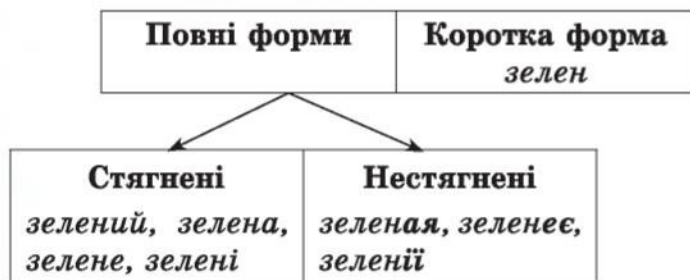 Повні форми
Коротка форма
зелен
Стягнені
зелений, зелена,
зелене, зелені
Нестягнені
зеленая, зеленеє,
зеленії